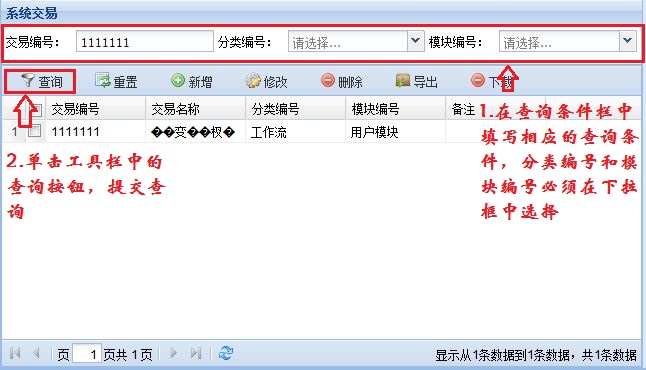 系统交易
交易编号： 1111111 分类编号： 请选择... 模块编号： 请选择...
查询 重置 新增 修改 删除 导出 下载
交易编号 交易名称 分类编号 模块编号 备注
1 1111111 ��变��权� 工作流 用户模块
1.在查询条件栏中
填写相应的查询条
件，分类编号和模
块编号必须在下拉
框中选择
2.单击工具栏中的
查询按钮，提交查
询
页 1 页共 1 页 显示从1条数据到1条数据，共1条数据